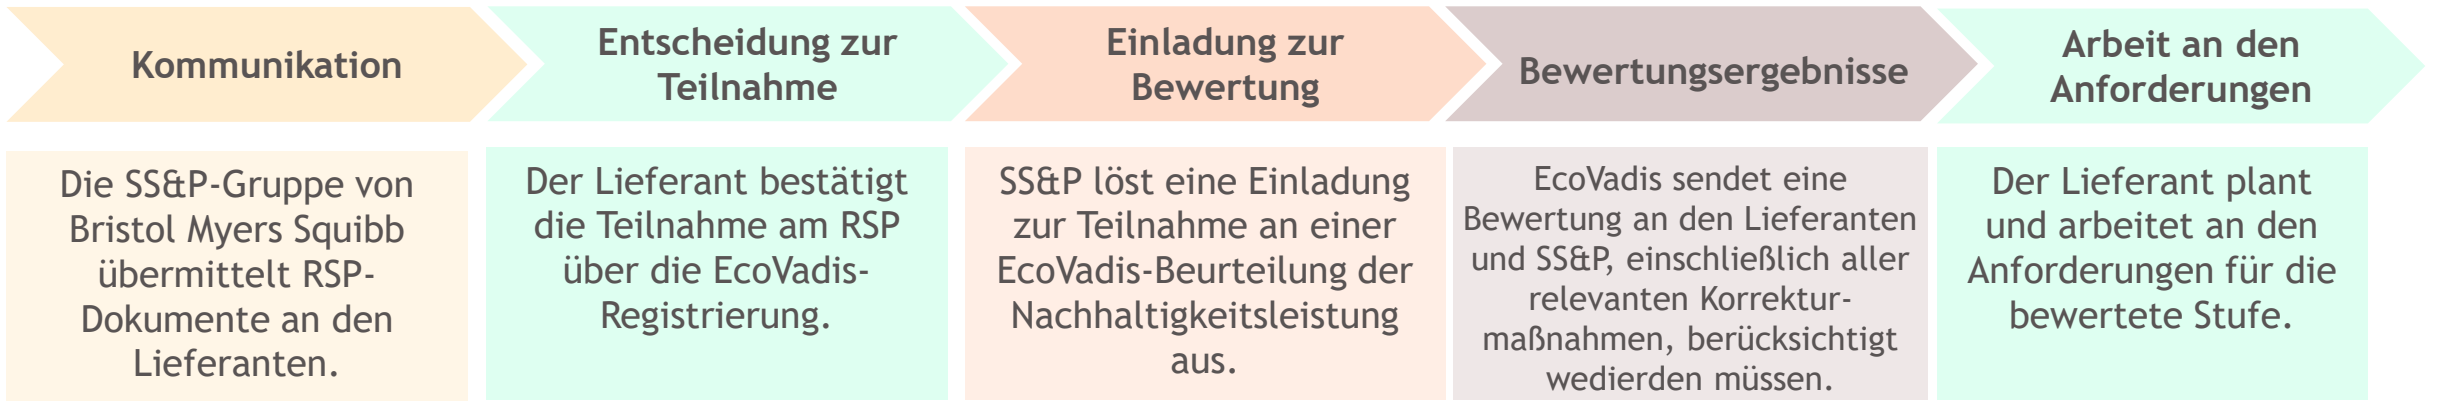 Kommunikation
Die SS&P-Gruppe von
Bristol Myers Squibb
übermittelt RSP-
Dokumente an den
Lieferanten.
Entscheidung zur
Teilnahme
Der Lieferant bestätigt
die Teilnahme am RSP
über die EcoVadis-
Registrierung.
Einladung zur
Bewertung
SS&P löst eine Einladung
zur Teilnahme an einer
EcoVadis-Beurteilung der
Nachhaltigkeitsleistung
aus.
Bewertungsergebnisse
EcoVadis sendet eine
Bewertung an den Lieferanten
und SS&P, einschließlich aller
relevanten Korrektur-
maßnahmen, berücksichtigt
wedierden müssen.
Arbeit an den
Anforderungen
Der Lieferant plant
und arbeitet an den
Anforderungen für die
bewertete Stufe.